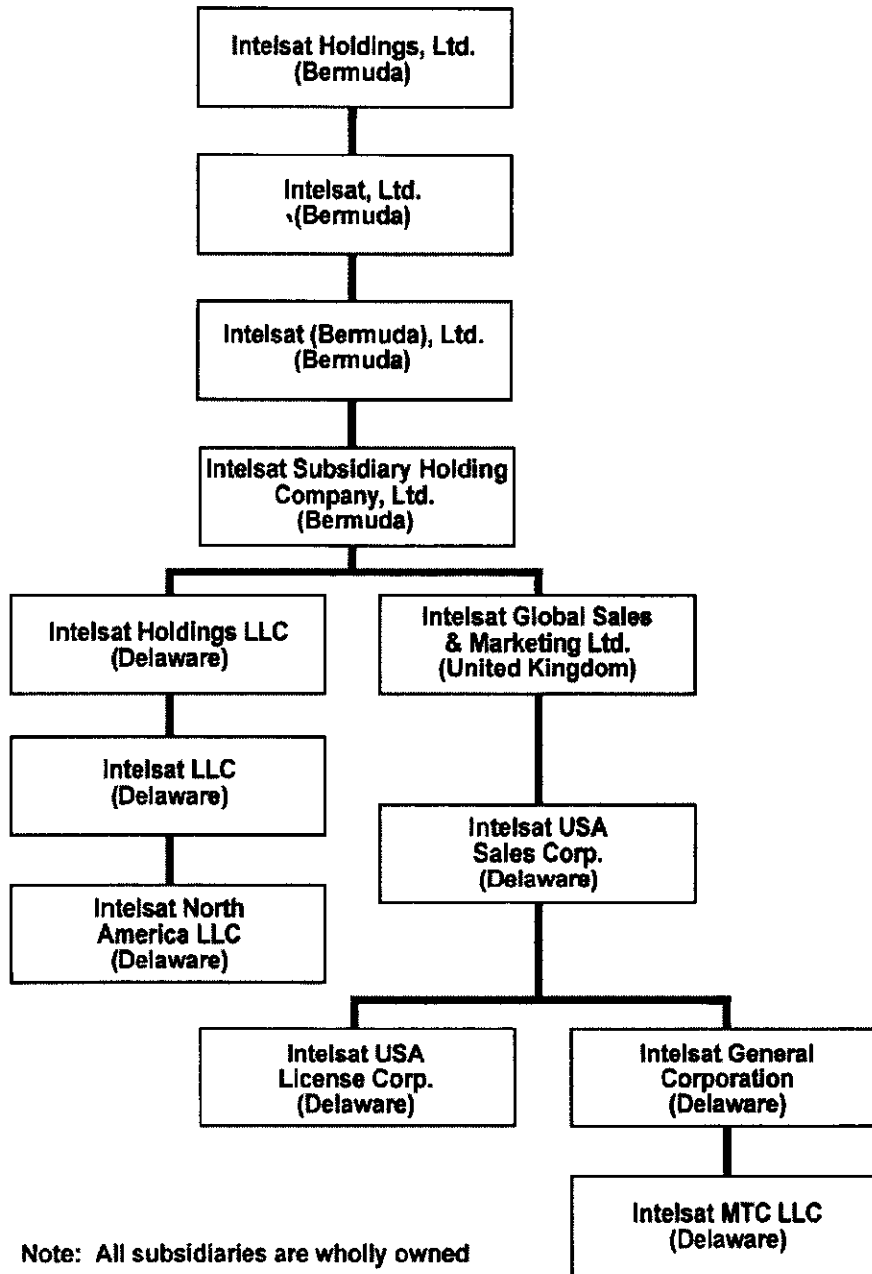 Intelsat Holdings, Ltd.
(Bermuda)
Intelsat, Ltd.
(Bermuda)
Intelsat (Bermuda), Ltd.
(Bermuda)
Intelsat Subsidiary Holding
Company, Ltd.
(Bermuda)
Intelsat Holdings LLC
(Delaware)
Intelsat Global Sales
& Marketing Ltd.
(United Kingdom)
Intelsat LLC
(Delaware)
Intelsat USA
Sales Corp.
(Delaware)
Intelsat North
America LLC
(Delaware)
Intelsat USA
License Corp.
(Delaware)
Intelsat General
Corporation
(Delaware)
Intelsat MTC LLC
(Delaware)
Note: All subsidiaries are wholly owned